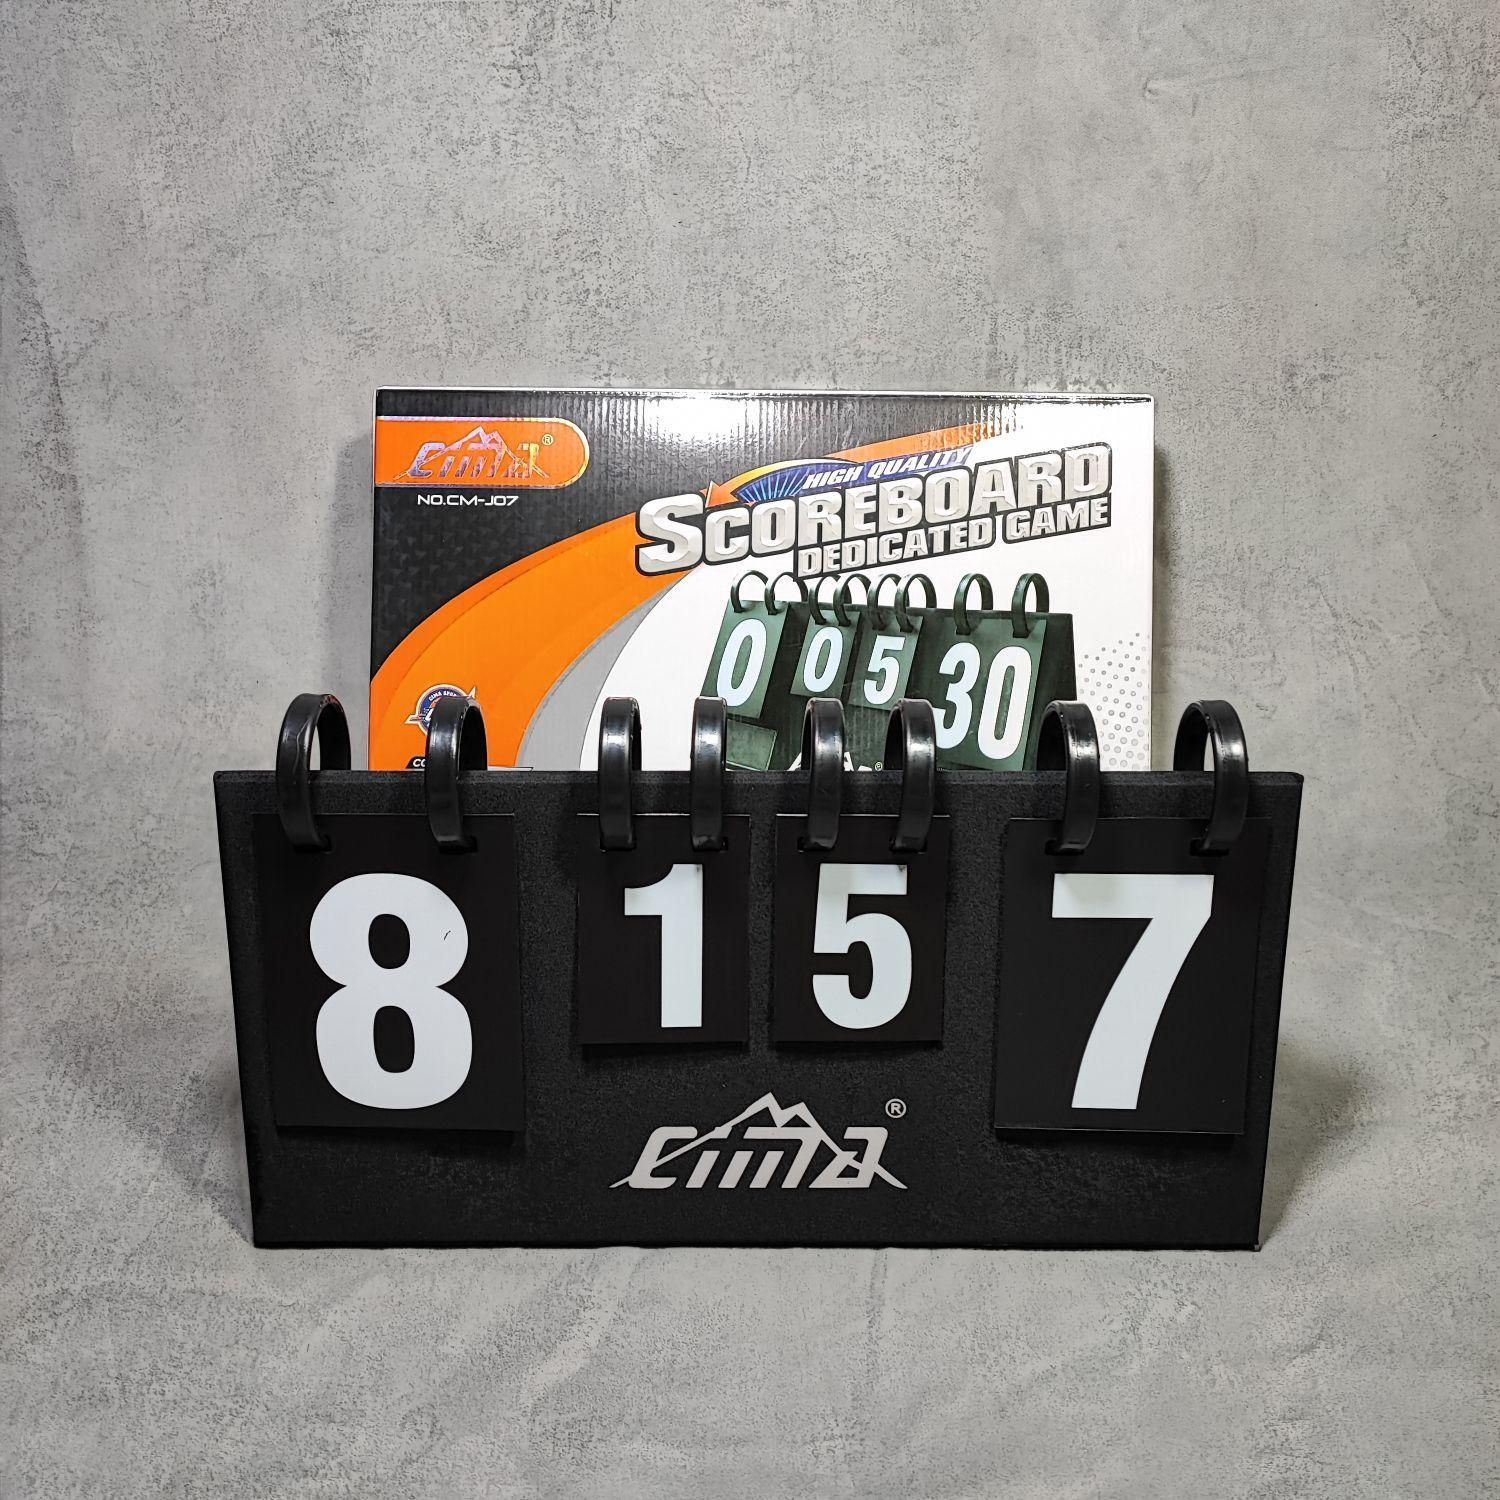 cima®
NO.CM-J07
HIGH QUALITY
SCOREBOARD
DEDICATED GAME
0 0 5 30
8 1 5 7
cima®